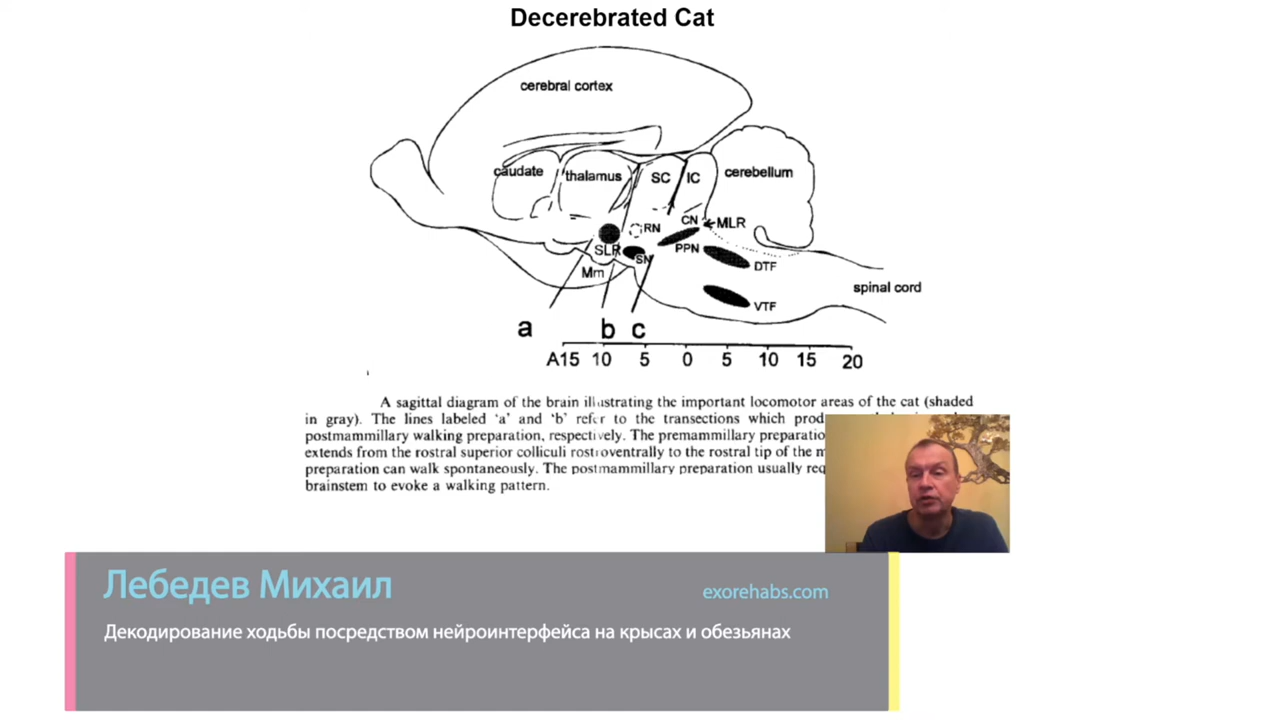 Decerebrated Cat
cerebral cortex
caudate
thalamus
SC
IC
cerebellum
RN
CN
MLR
SLR
SN
PPN
DTF
Mm
VTF
spinal cord
a
b
c
A15 10 5 0 5 10 15 20
A sagittal diagram of the brain illustrating the important locomotor areas of the cat (shaded
in gray). The lines labeled 'a' and 'b' refer to the transections which
postmammillary walking preparation, respectively. The premammillary
extends from the rostral superior colliculi rostroventrally to the rostral tip of the
preparation can walk spontaneously. The postmammillary preparation usually
brainstem to evoke a walking pattern.
Лебедев Михаил
exorehabs.com
Декодирование ходьбы посредством нейроинтерфейса на крысах и обезьянах